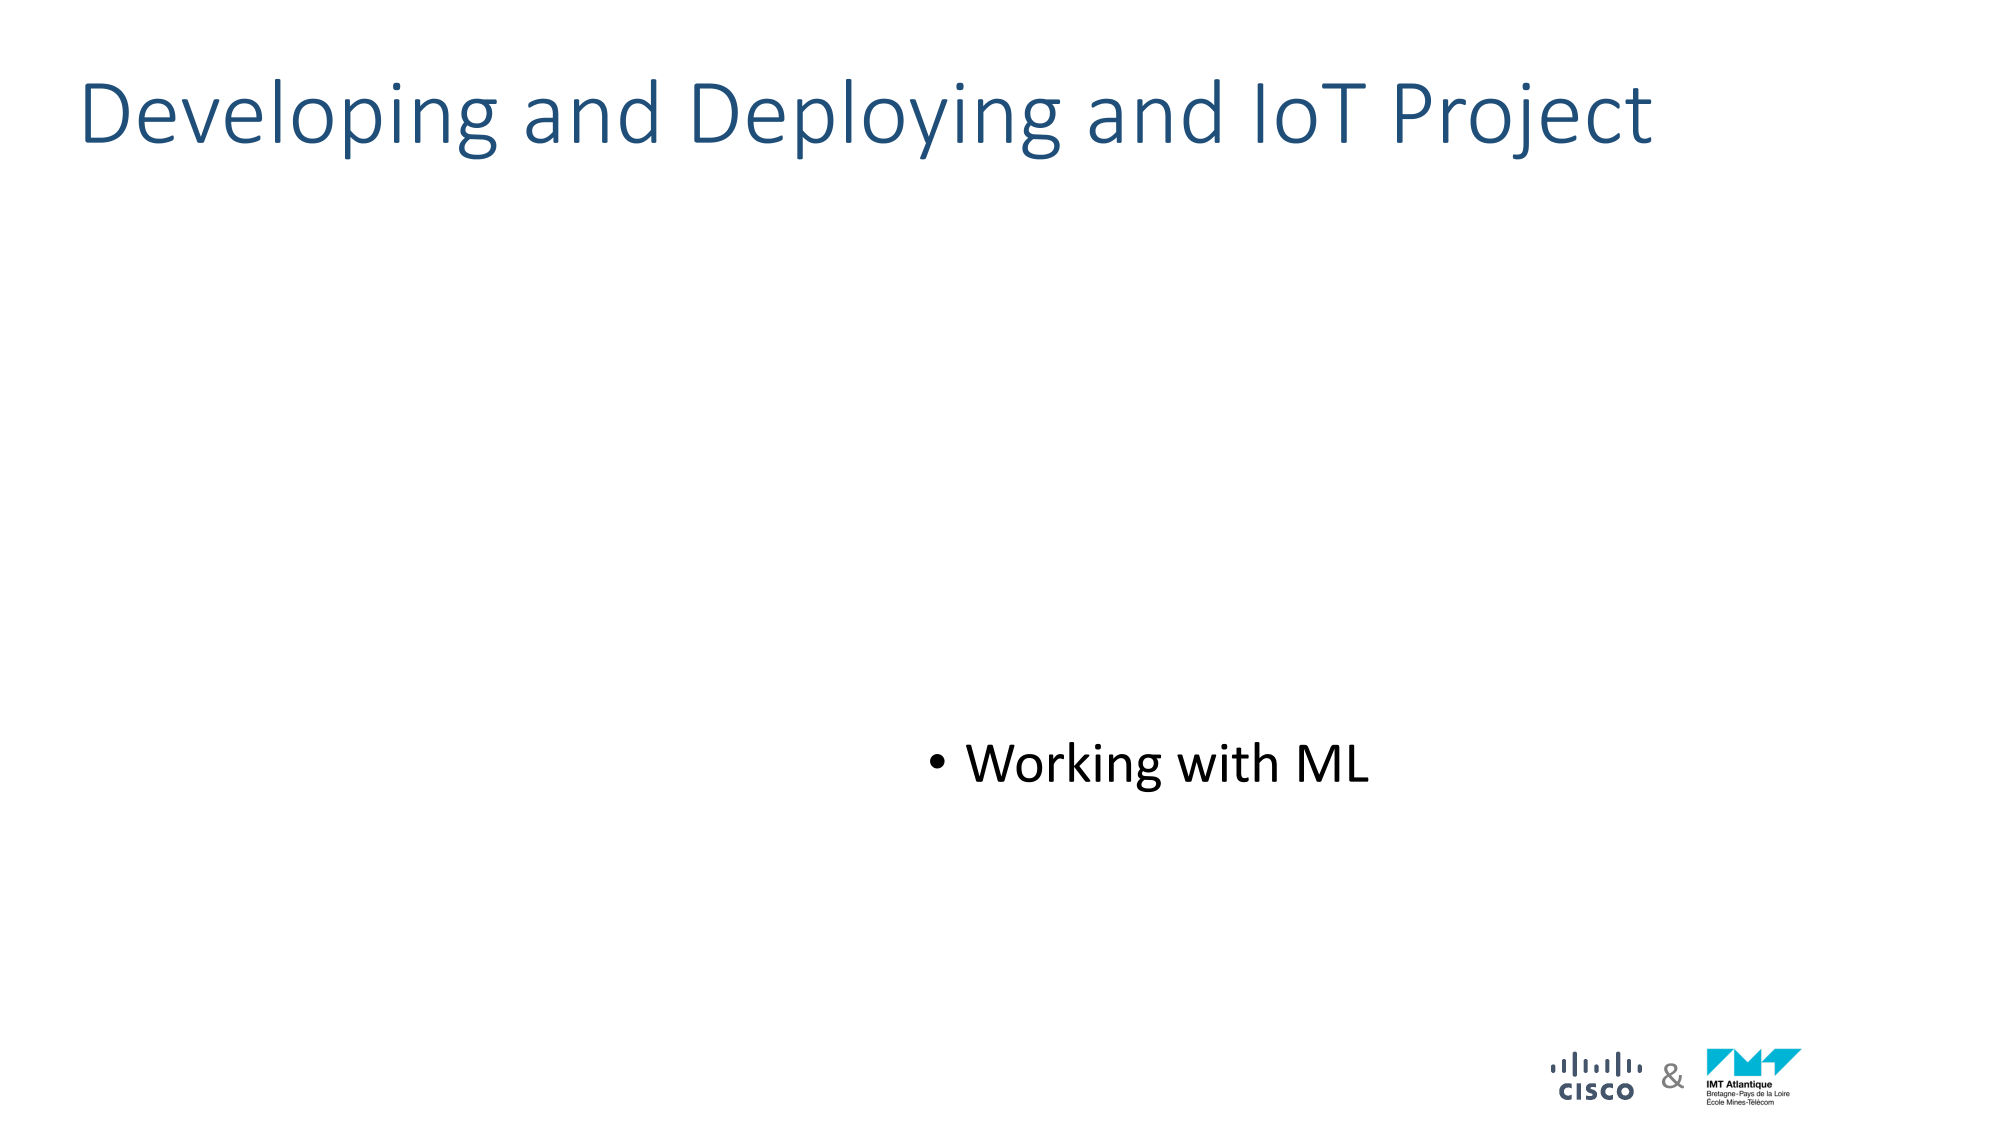 Developing and Deploying and IoT Project
• Working with ML
CISCO
&
IMT Atlantique
Bretagne-Pays de la Loire
École Mines-Télécom